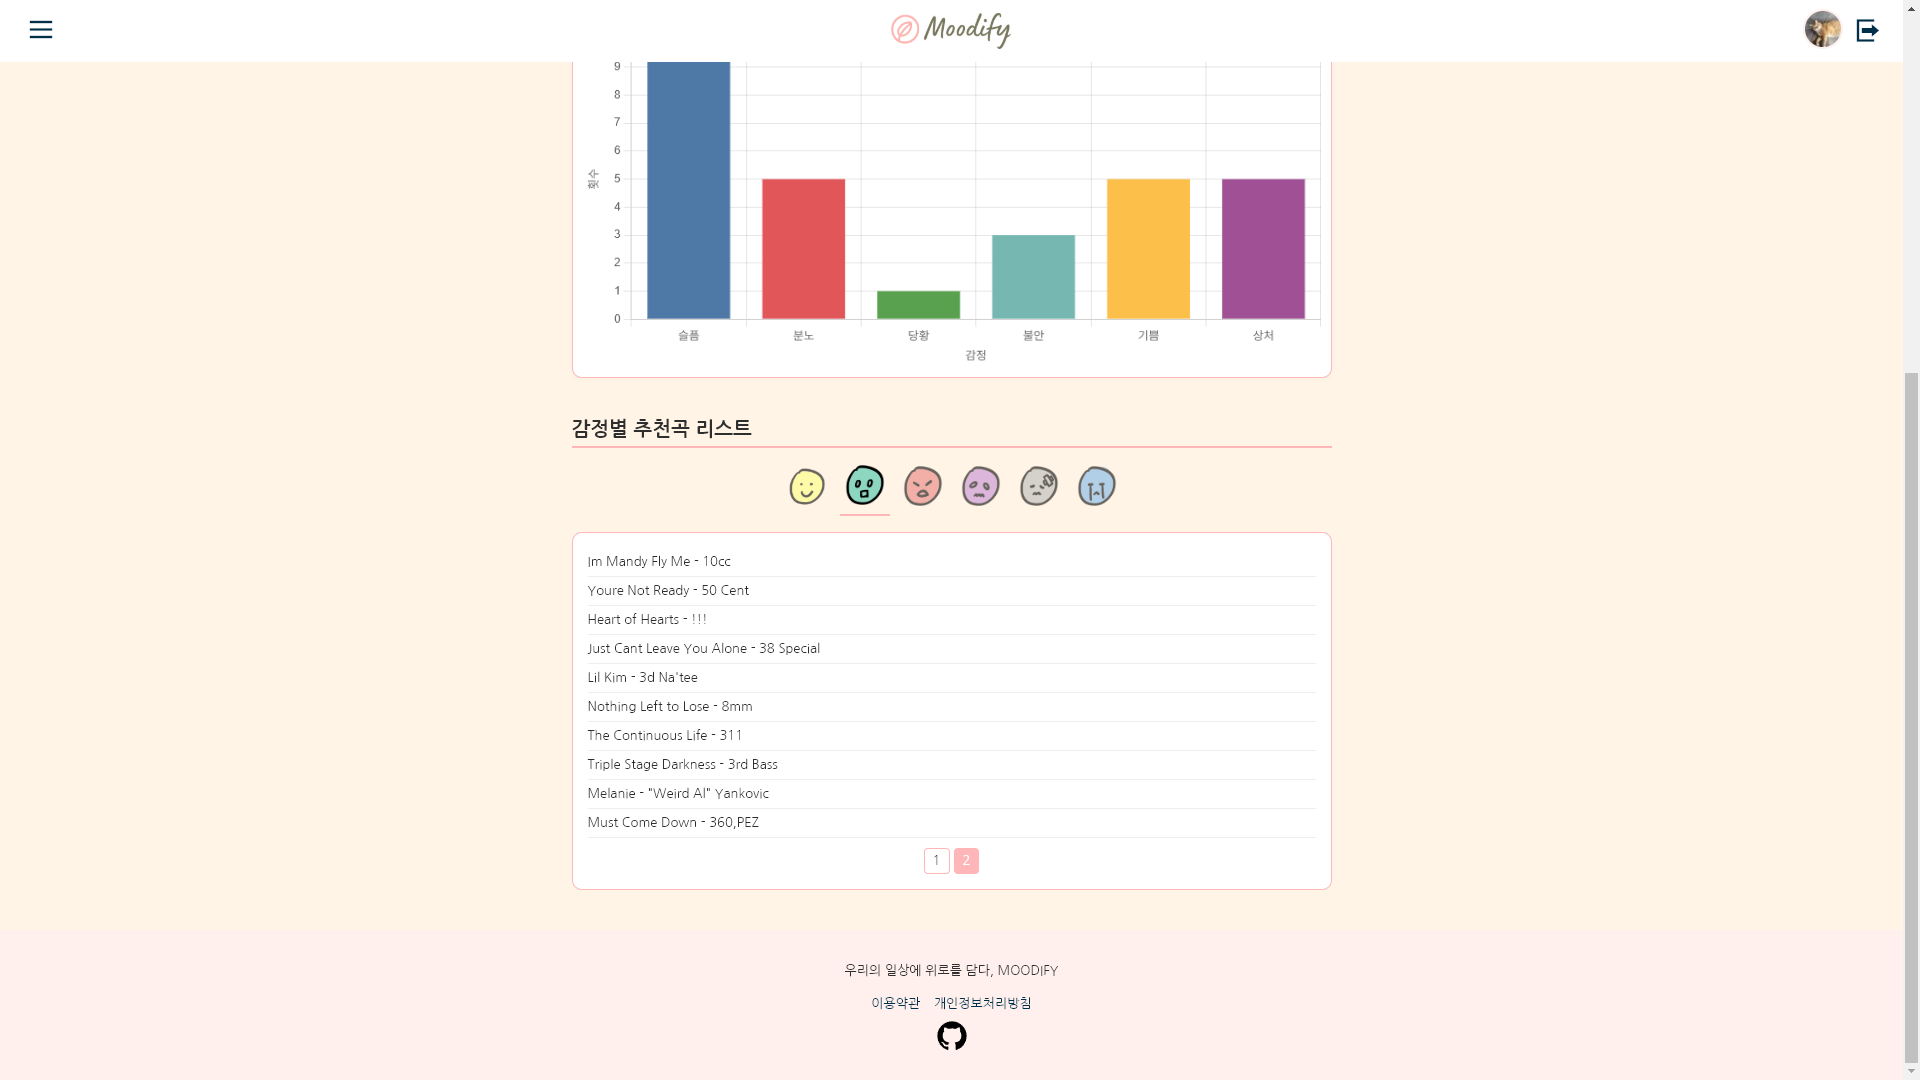 Moodify
9
8
7
6
5
4
3
2
1
0
횟수
슬픔 분노 당황 불안 기쁨 상처
감정
감정별 추천곡 리스트
Im Mandy Fly Me - 10cc
Youre Not Ready - 50 Cent
Heart of Hearts - !!!
Just Cant Leave You Alone - 38 Special
Lil Kim - 3d Na'tee
Nothing Left to Lose - 8mm
The Continuous Life - 311
Triple Stage Darkness - 3rd Bass
Melanie - "Weird Al" Yankovic
Must Come Down - 360,PEZ
1 2
우리의 일상에 위로를 담다, MOODIFY
이용약관 개인정보처리방침